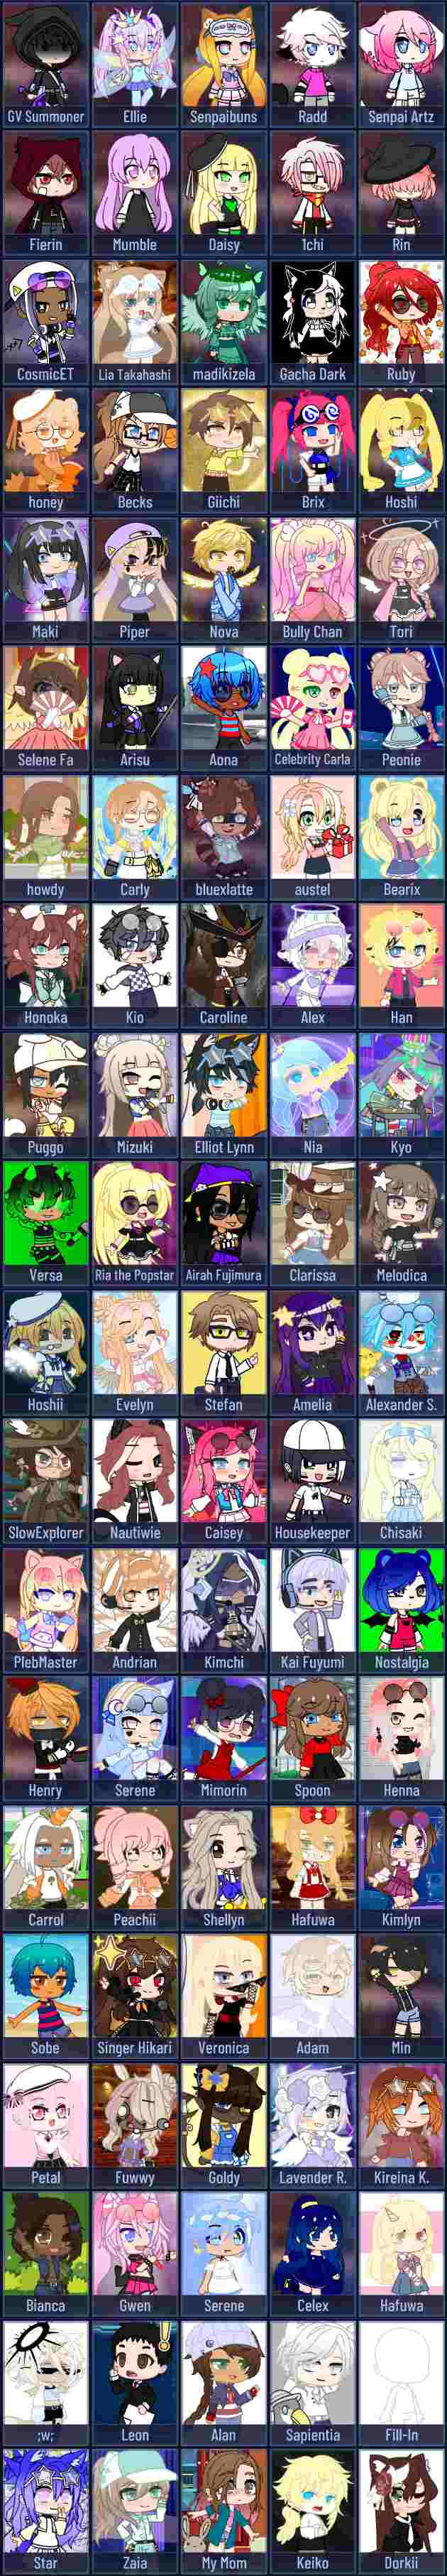 GV Summoner Ellie Senpaibuns Radd Senpai Artz
Fierin Mumble Daisy 1chi Rin
CosmicET Lia Takahashi madikizela Gacha Dark Ruby
honey Becks Giichi Brix Hoshi
Maki Piper Nova Bully Chan Tori
Selene Fa Arisu Aona Celebrity Carla Peonie
howdy Carly bluexlatte austel Bearix
Honoka Kio Caroline Alex Han
Puggo Mizuki Elliot Lynn Nia Kyo
Versa Ria the Popstar Airah Fujimura Clarissa Melodica
Hoshii Evelyn Stefan Amelia Alexander S.
SlowExplorer Nautiwie Caisey Housekeeper Chisaki
PlebMaster Andrian Kimchi Kai Fuyumi Nostalgia
Henry Serene Mimorin Spoon Henna
Carrol Peachii Shellyn Hafuwa Kimlyn
Sobe Singer Hikari Veronica Adam Min
Petal Fuwwy Goldy Lavender R. Kireina K.
Bianca Gwen Serene Celex Hafuwa
;w; Leon Alan Sapientia Fill-In
Star Zaia My Mom Keiko Dorkii